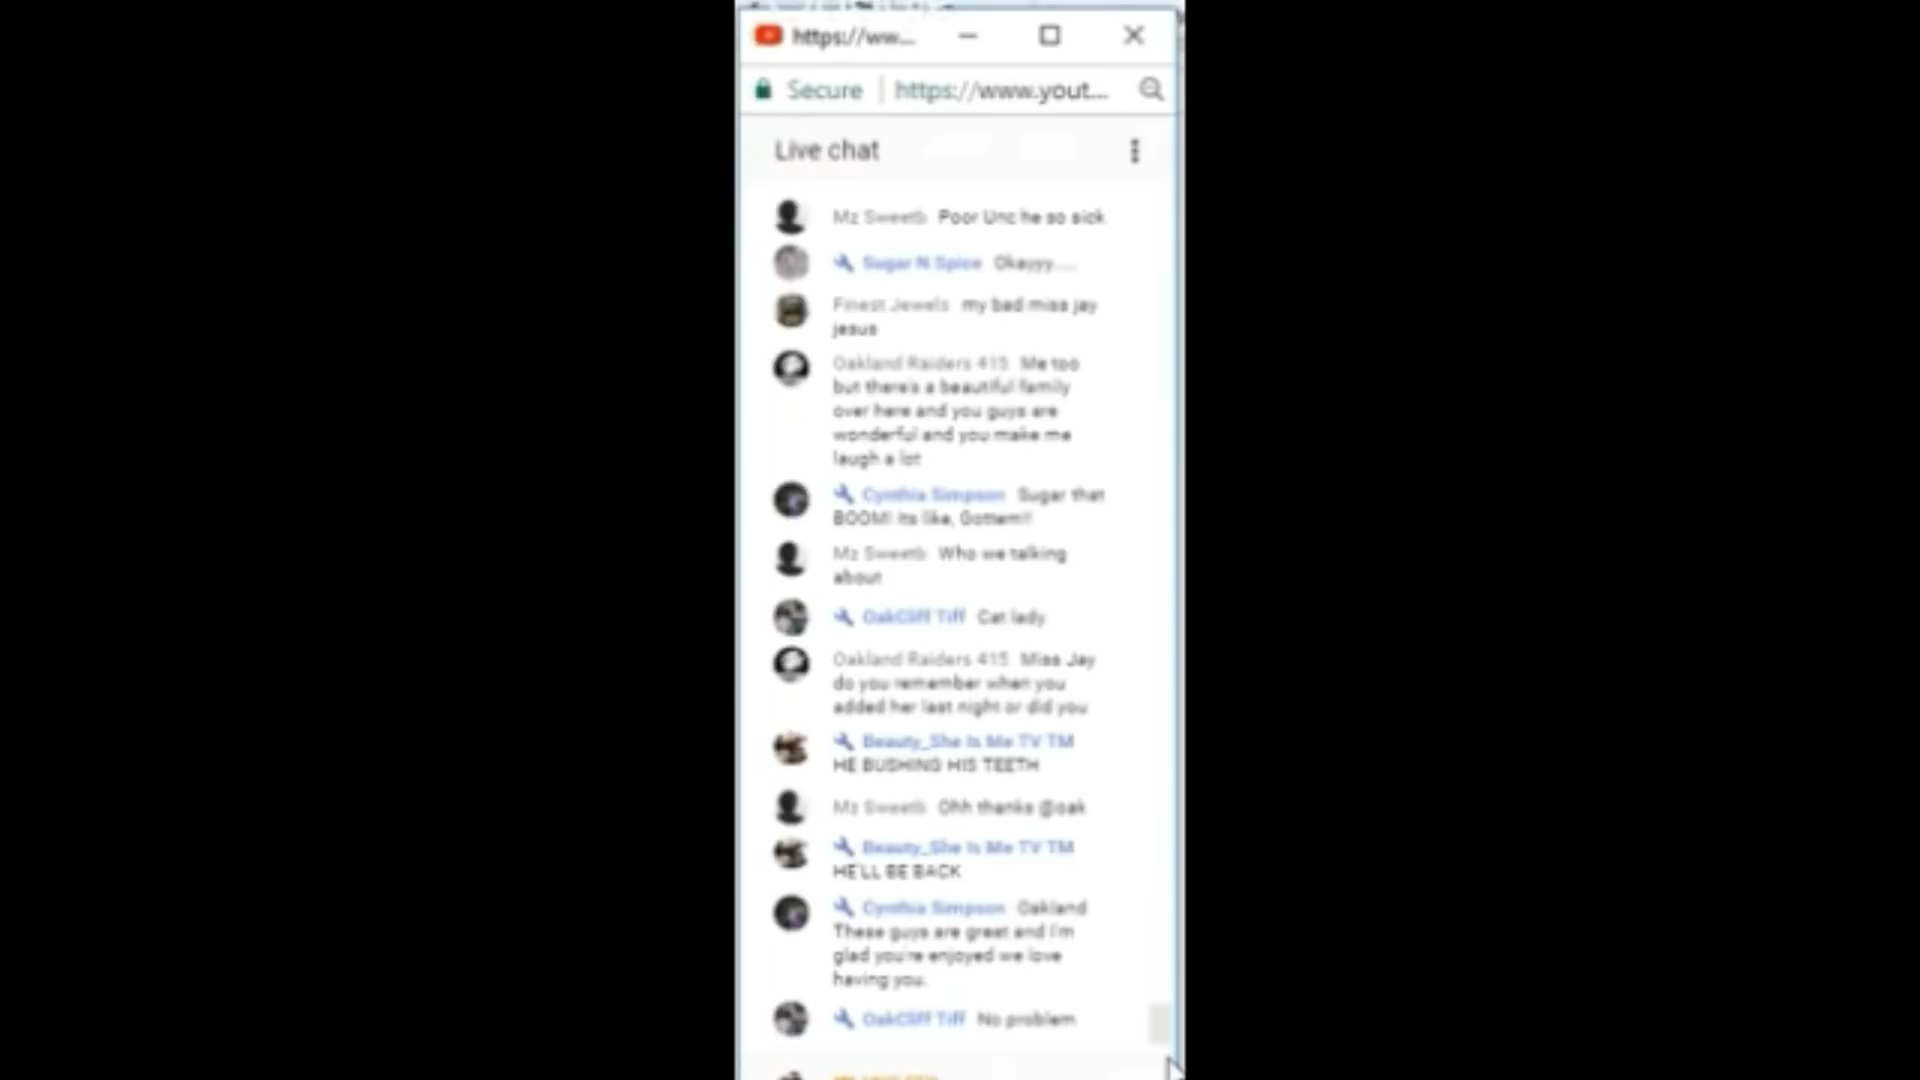 https://ww...
Secure https://www.yout...
Live chat
Mz Sweetb Poor Unc he so sick
Sugar N Spice Okayyy.....
Finest Jewels my bad miss jay
jesus
Oakland Raiders 415 Me too
but there's a beautiful family
over here and you guys are
wonderful and you make me
laugh a lot
Cynthia Simpson Sugar that
BOOM! Its like, Gottem!!
Mz Sweetb Who we talking
about
OakCliff Tiff Cat lady
Oakland Raiders 415 Miss Jay
do you remember when you
added her last night or did you
Beauty_She Is Me TV TM
HE BUSHING HIS TEETH
Mz Sweetb Ohh thanks @oak
Beauty_She Is Me TV TM
HE'LL BE BACK
Cynthia Simpson Oakland
These guys are great and I'm
glad you're enjoyed we love
having you.
OakCliff Tiff No problem